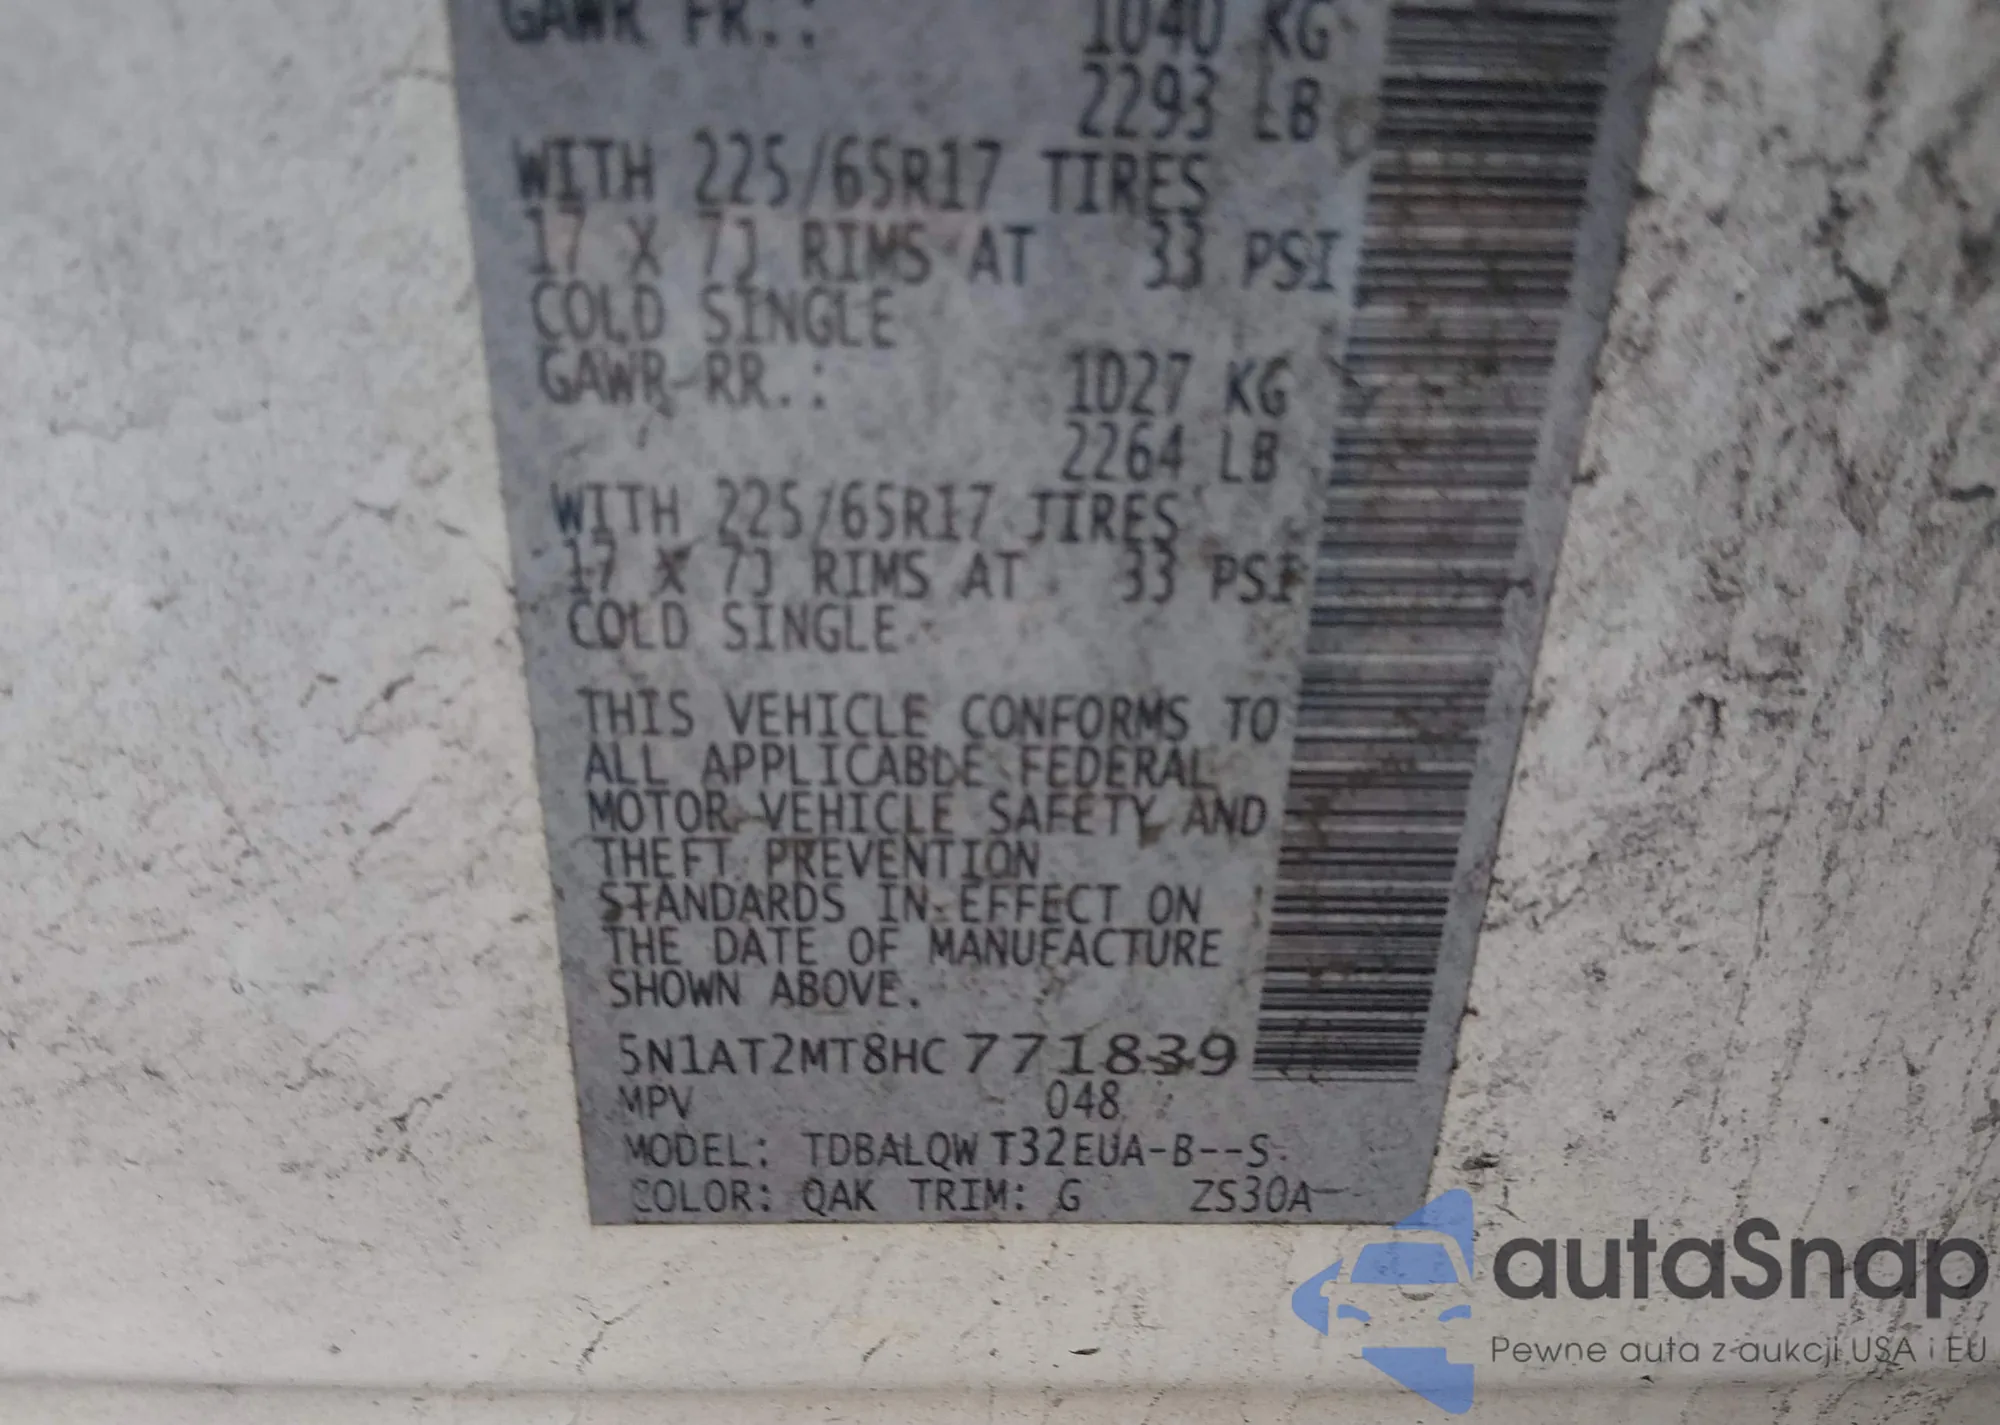 GAWR FR.: 1040 KG
2293 LB
WITH 225/65R17 TIRES
17 X 7J RIMS AT 33 PSI
COLD SINGLE
GAWR RR.: 1027 KG
2264 LB
WITH 225/65R17 TIRES
17 X 7J RIMS AT 33 PSI
COLD SINGLE
THIS VEHICLE CONFORMS TO
ALL APPLICABLE FEDERAL
MOTOR VEHICLE SAFETY AND
THEFT PREVENTION
STANDARDS IN EFFECT ON
THE DATE OF MANUFACTURE
SHOWN ABOVE.
5N1AT2MT8HC771839
MPV 048
MODEL: TDBALQW T32EUA-B--S
COLOR: QAK TRIM: G ZS30A
autaSnap
Pewne auta z aukcji USA i EU